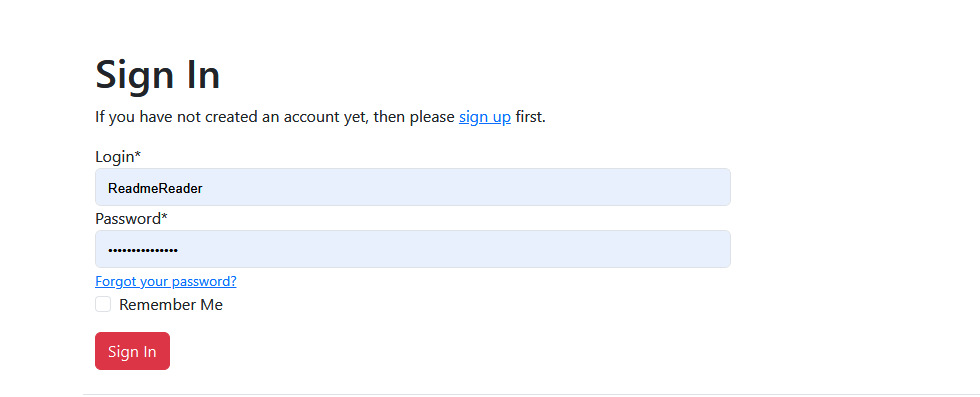 Sign In
If you have not created an account yet, then please sign up first.
Login*
ReadmeReader
Password*
•••••••••••••••
Forgot your password?
Remember Me
Sign In